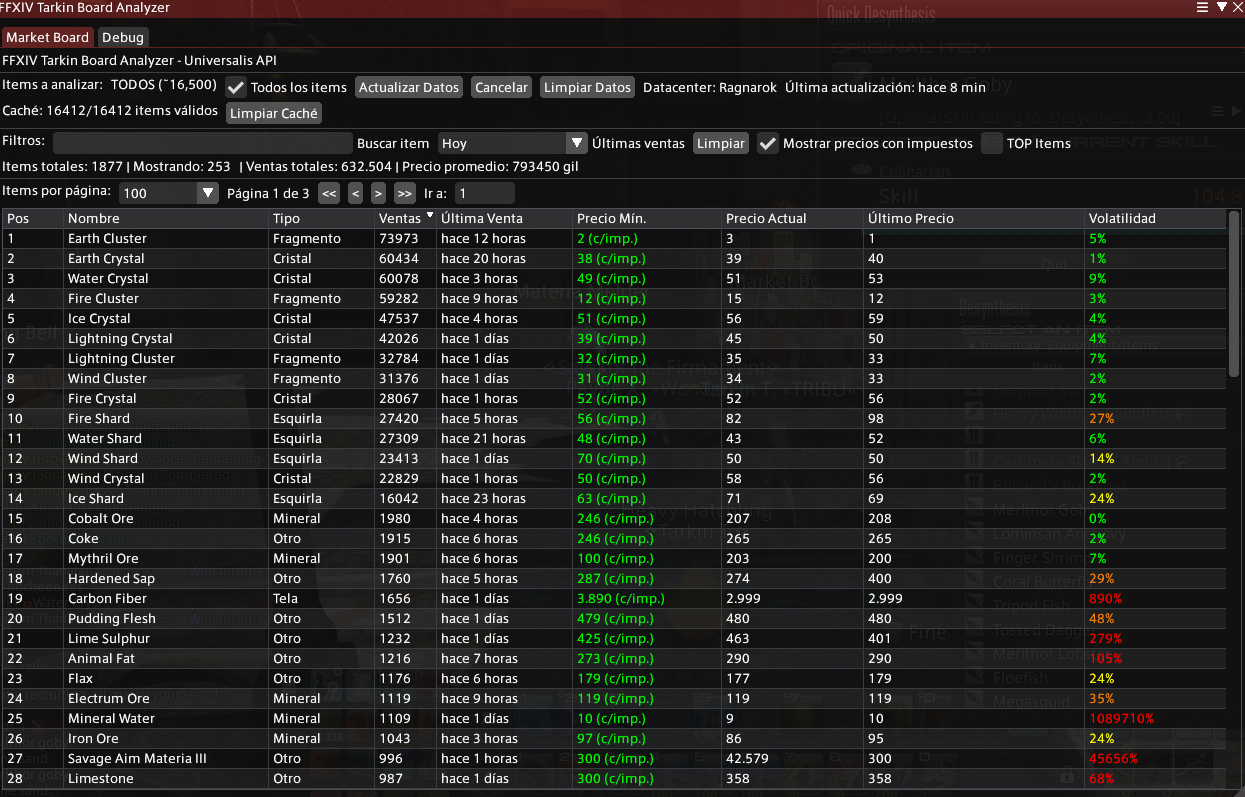 FFXIV Tarkin Board Analyzer
Market Board Debug
FFXIV Tarkin Board Analyzer - Universalis API
Items a analizar: TODOS (~16,500) Todos los items Actualizar Datos Cancelar Limpiar Datos Datacenter: Ragnarok Última actualización: hace 8 min
Caché: 16412/16412 items válidos Limpiar Caché
Filtros: Buscar item Hoy Últimas ventas Limpiar Mostrar precios con impuestos TOP Items
Items totales: 1877 | Mostrando: 253 | Ventas totales: 632.504 | Precio promedio: 793450 gil
Items por página: 100 Página 1 de 3 << < > >> Ir a: 1
Pos Nombre Tipo Ventas Última Venta Precio Mín. Precio Actual Último Precio Volatilidad
1 Earth Cluster Fragmento 73973 hace 12 horas 2 (c/imp.) 3 1 5%
2 Earth Crystal Cristal 60434 hace 20 horas 38 (c/imp.) 39 40 1%
3 Water Crystal Cristal 60078 hace 3 horas 49 (c/imp.) 51 53 9%
4 Fire Cluster Fragmento 59282 hace 9 horas 12 (c/imp.) 15 12 3%
5 Ice Crystal Cristal 47537 hace 4 horas 51 (c/imp.) 56 59 4%
6 Lightning Crystal Cristal 42026 hace 1 días 39 (c/imp.) 45 50 4%
7 Lightning Cluster Fragmento 32784 hace 1 días 32 (c/imp.) 35 33 7%
8 Wind Cluster Fragmento 31376 hace 1 días 31 (c/imp.) 34 33 2%
9 Fire Crystal Cristal 28067 hace 1 horas 52 (c/imp.) 52 56 2%
10 Fire Shard Esquirla 27420 hace 5 horas 56 (c/imp.) 82 98 27%
11 Water Shard Esquirla 27309 hace 21 horas 48 (c/imp.) 43 52 6%
12 Wind Shard Esquirla 23413 hace 1 días 70 (c/imp.) 50 50 14%
13 Wind Crystal Cristal 22829 hace 1 horas 50 (c/imp.) 58 56 2%
14 Ice Shard Esquirla 16042 hace 23 horas 63 (c/imp.) 71 69 24%
15 Cobalt Ore Mineral 1980 hace 4 horas 246 (c/imp.) 207 208 0%
16 Coke Otro 1915 hace 6 horas 246 (c/imp.) 265 265 2%
17 Mythril Ore Mineral 1901 hace 6 horas 100 (c/imp.) 203 200 7%
18 Hardened Sap Otro 1760 hace 5 horas 287 (c/imp.) 274 400 29%
19 Carbon Fiber Tela 1656 hace 1 días 3.890 (c/imp.) 2.999 2.999 890%
20 Pudding Flesh Otro 1512 hace 1 días 479 (c/imp.) 480 480 48%
21 Lime Sulphur Otro 1232 hace 1 días 425 (c/imp.) 463 401 279%
22 Animal Fat Otro 1216 hace 7 horas 273 (c/imp.) 290 290 105%
23 Flax Otro 1176 hace 6 horas 179 (c/imp.) 177 179 24%
24 Electrum Ore Mineral 1119 hace 9 horas 119 (c/imp.) 119 119 35%
25 Mineral Water Mineral 1109 hace 1 días 10 (c/imp.) 9 10 1089710%
26 Iron Ore Mineral 1043 hace 3 horas 97 (c/imp.) 86 95 24%
27 Savage Aim Materia III Otro 996 hace 1 horas 300 (c/imp.) 42.579 300 45656%
28 Limestone Otro 987 hace 1 días 300 (c/imp.) 358 358 68%